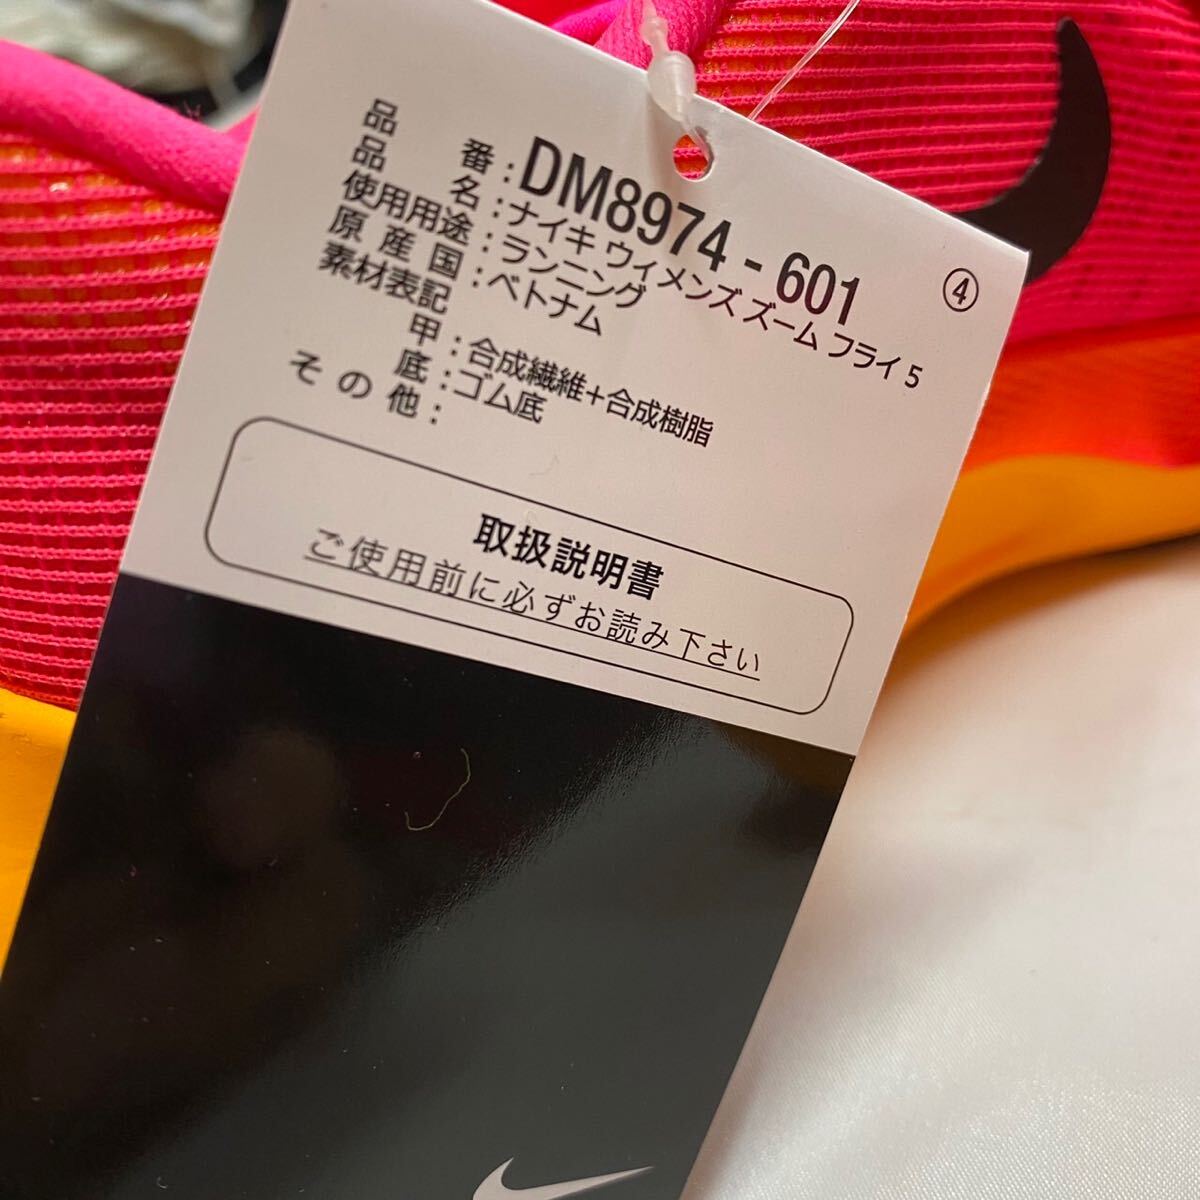 品番：DM8974-601 ④
品名：ナイキ ウィメンズ ズーム フライ 5
使用用途：ランニング
原産国：ベトナム
素材表記
甲：合成繊維＋合成樹脂
底：ゴム底
その他：
取扱説明書
ご使用前に必ずお読み下さい